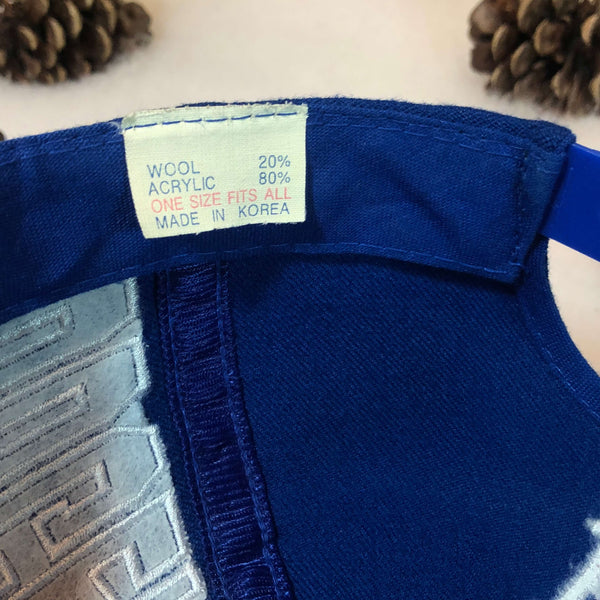 WOOL 20%
ACRYLIC 80%
ONE SIZE FITS ALL
MADE IN KOREA